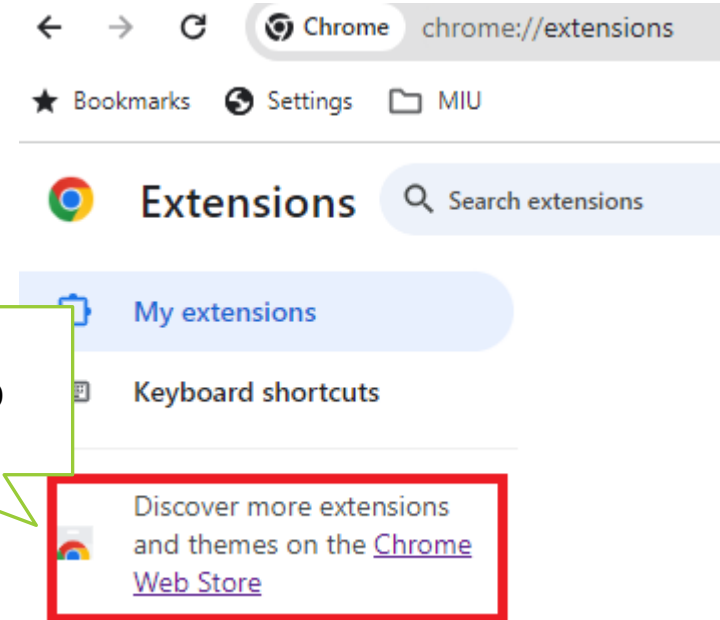 Chrome chrome://extensions
Bookmarks Settings MIU
Extensions Search extensions
My extensions
Keyboard shortcuts
Discover more extensions
and themes on the Chrome
Web Store